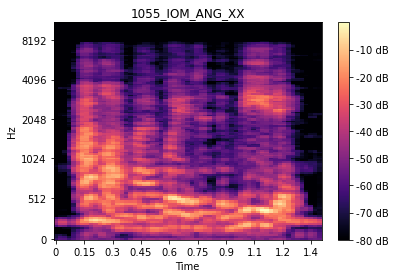 1055_IOM_ANG_XX
8192
4096
2048
1024
512
0
Hz
0 0.15 0.3 0.45 0.6 0.75 0.9 1.1 1.2 1.4
Time
-10 dB
-20 dB
-30 dB
-40 dB
-50 dB
-60 dB
-70 dB
-80 dB